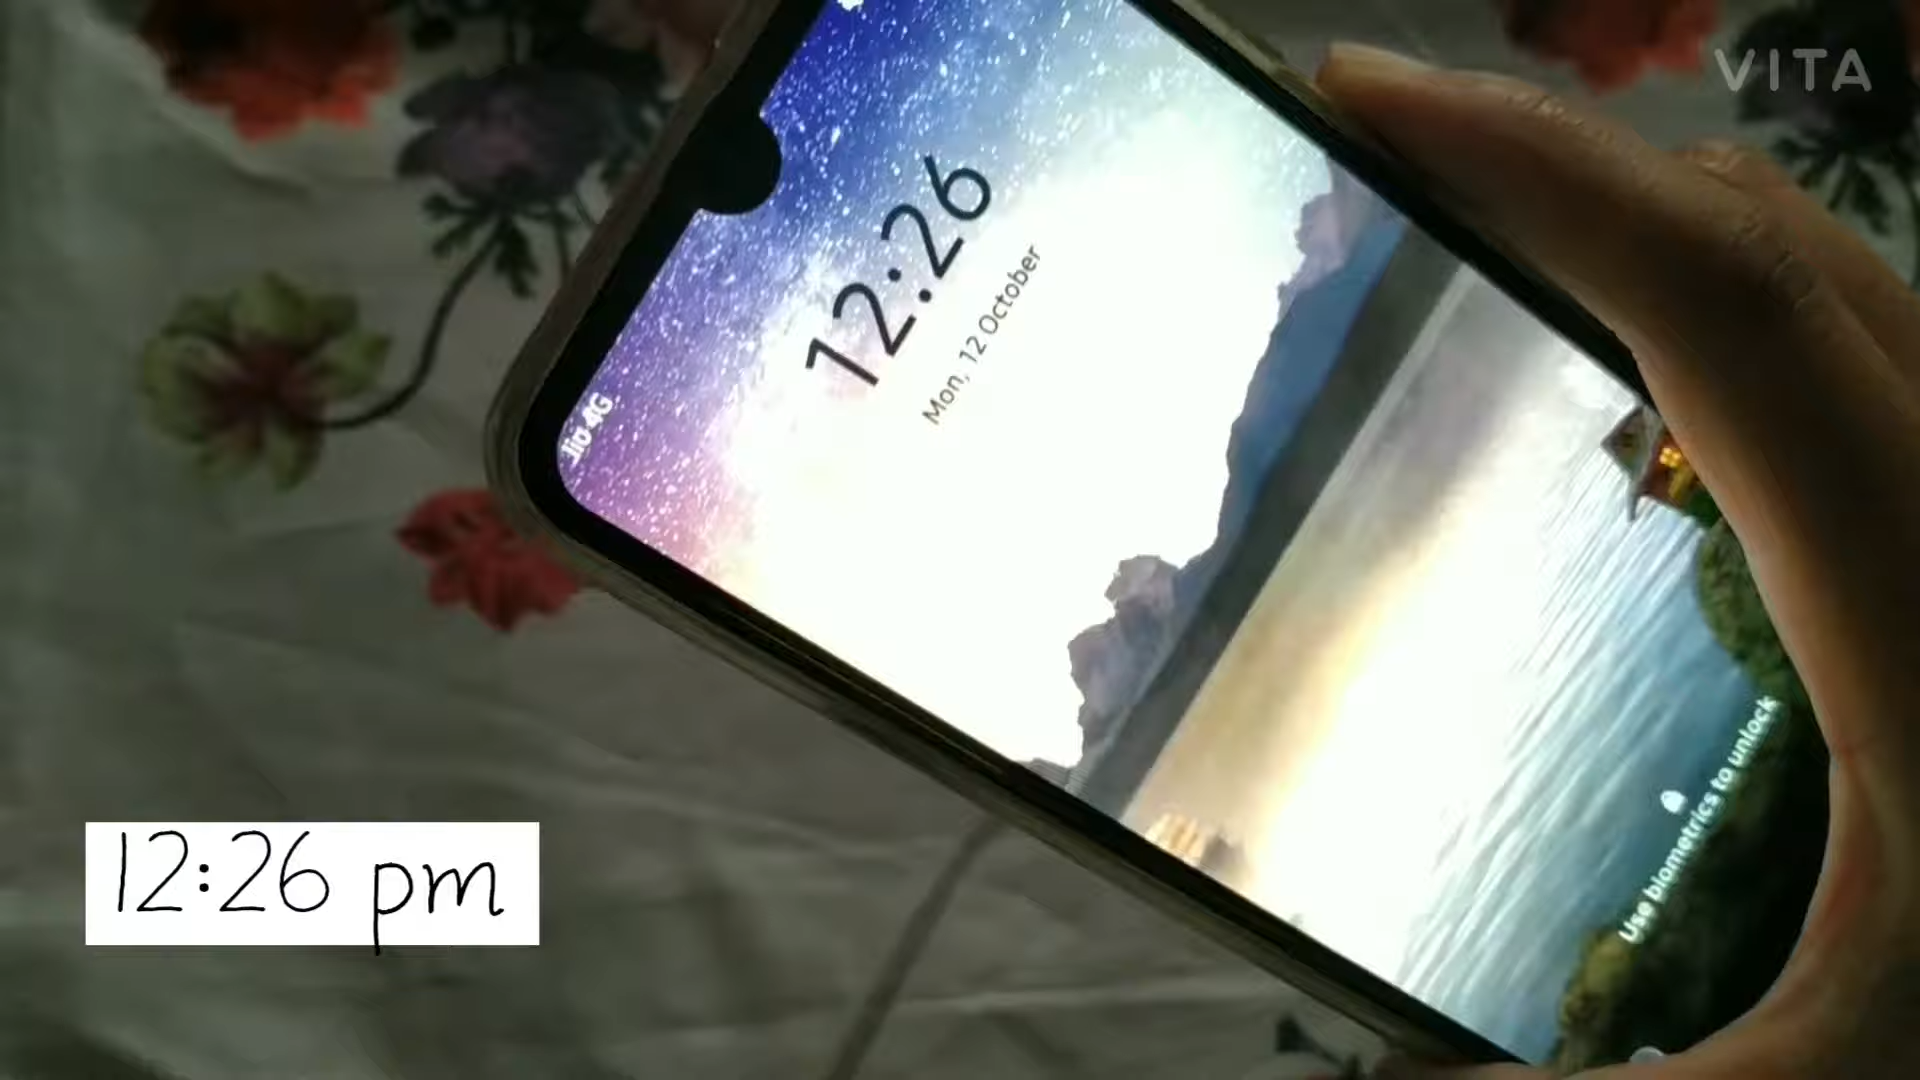 VITA
12:26
Mon, 12 October
Jio 4G
Use biometrics to unlock
12:26 pm